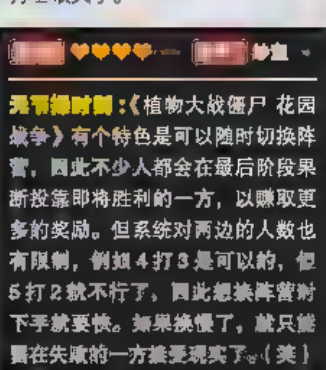 《植物大战僵尸 花园
战争》有个特色是可以随时切换阵
营，因此不少人都会在最后阶段果
断投靠即将胜利的一方，以赚取更
多的奖励。但系统对两边的人数也
有限制，例如4打3是可以的，但
5打2就不行了，因此想换阵营时
下手就要快。如果换慢了，就只能
留在失败的一方接受现实了。（笑）